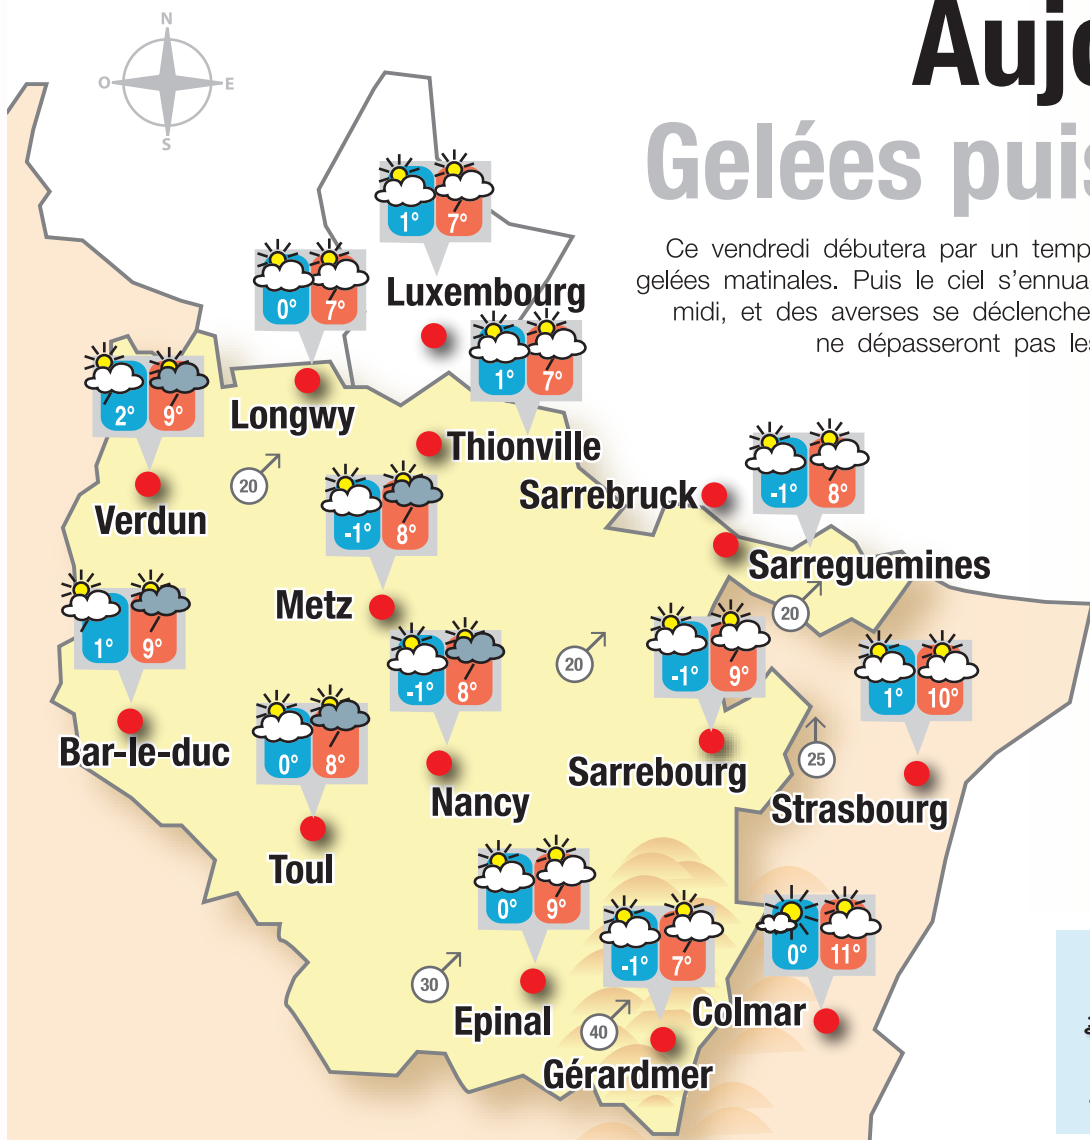 Aujo
Gelées puis
Ce vendredi débutera par un temp
gelées matinales. Puis le ciel s'ennua
midi, et des averses se déclenche
ne dépasseront pas les
N
O
E
S
1° 7°
Luxembourg
0° 7°
Longwy
1° 7°
Thionville
2° 9°
Verdun
20
-1° 8°
Metz
Sarrebruck
-1° 8°
Sarreguemines
20
1° 9°
Bar-le-duc
-1° 8°
Nancy
20
-1° 9°
Sarrebourg
1° 10°
Strasbourg
25
0° 8°
Toul
0° 9°
Epinal
30
-1° 7°
Gérardmer
40
0° 11°
Colmar